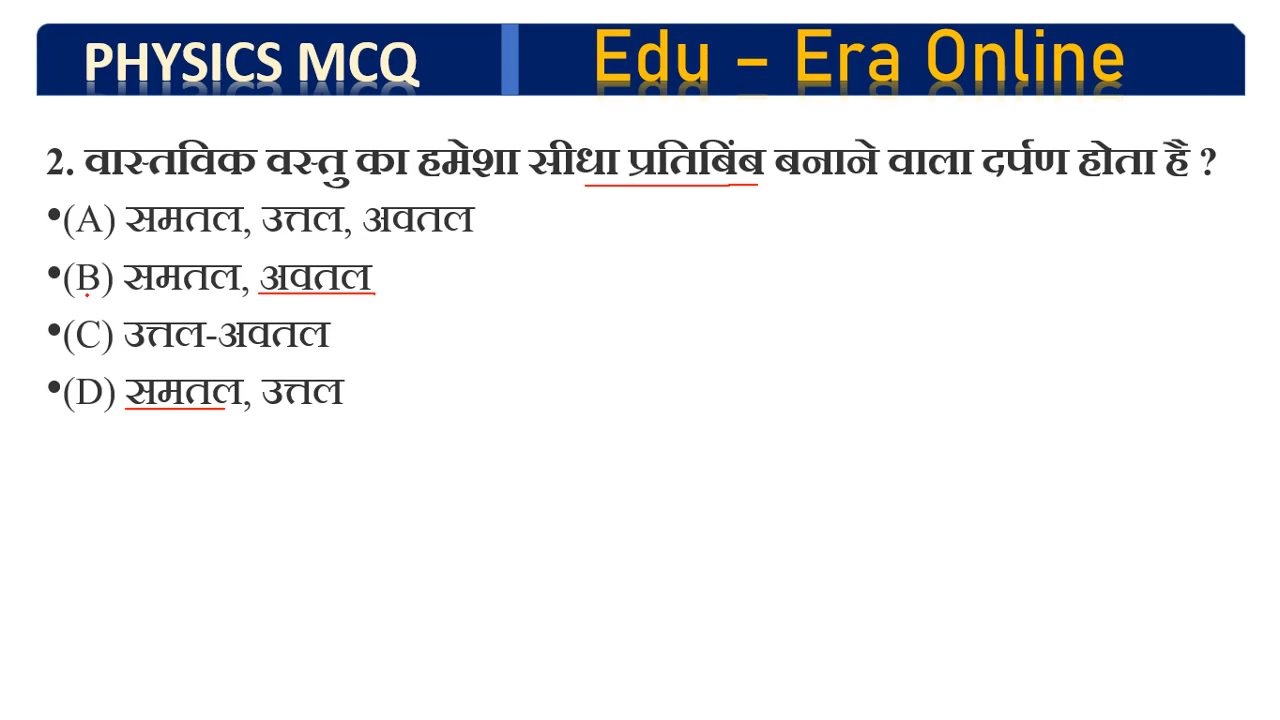 PHYSICS MCQ Edu – Era Online
2. वास्तविक वस्तु का हमेशा सीधा प्रतिबिंब बनाने वाला दर्पण होता है ?
•(A) समतल, उत्तल, अवतल
•(B) समतल, अवतल
•(C) उत्तल-अवतल
•(D) समतल, उत्तल